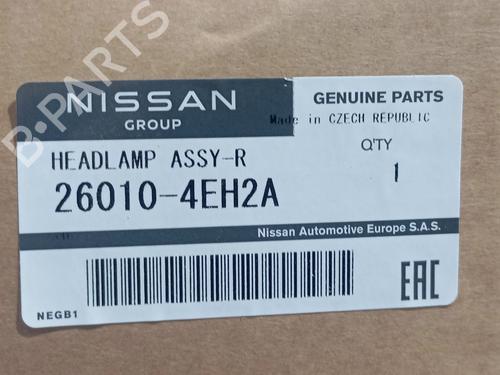 B-PARTS
NISSAN
GROUP
GENUINE PARTS
Made in CZECH REPUBLIC
HEADLAMP ASSY-R
Q'TY
26010-4EH2A
1
Nissan Automotive Europe S.A.S.
NEGB1
EAC